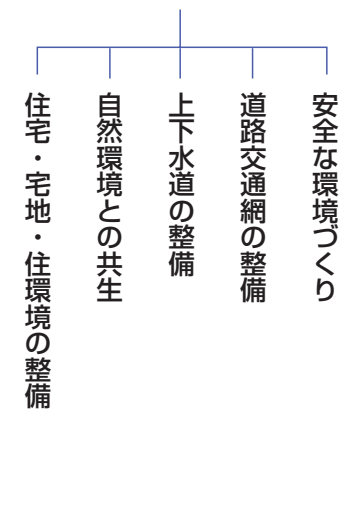 安全な環境づくり
道路交通網の整備
上下水道の整備
自然環境との共生
住宅・宅地・住環境の整備